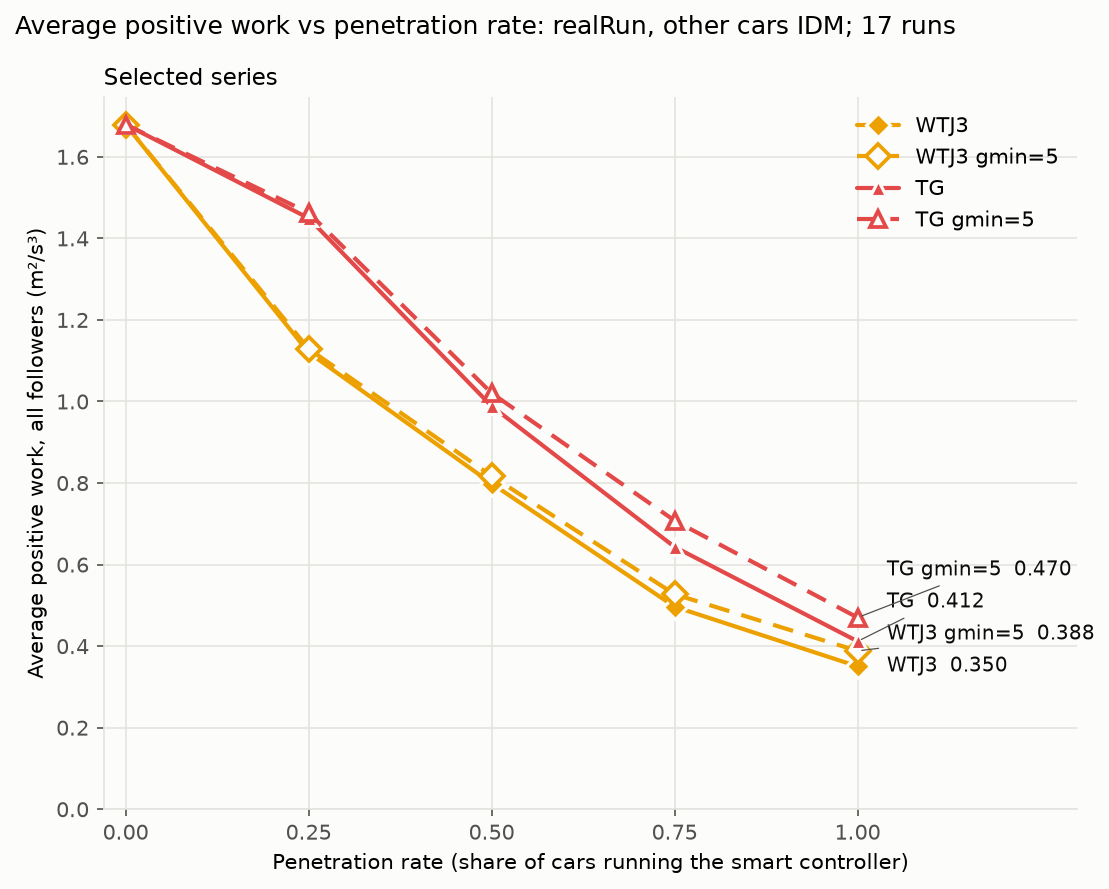 Average positive work vs penetration rate: realRun, other cars IDM; 17 runs
Selected series
WTJ3
WTJ3 gmin=5
TG
TG gmin=5
Average positive work, all followers (m²/s³)
1.6
1.4
1.2
1.0
0.8
0.6
0.4
0.2
0.0
TG gmin=5 0.470
TG 0.412
WTJ3 gmin=5 0.388
WTJ3 0.350
0.00 0.25 0.50 0.75 1.00
Penetration rate (share of cars running the smart controller)